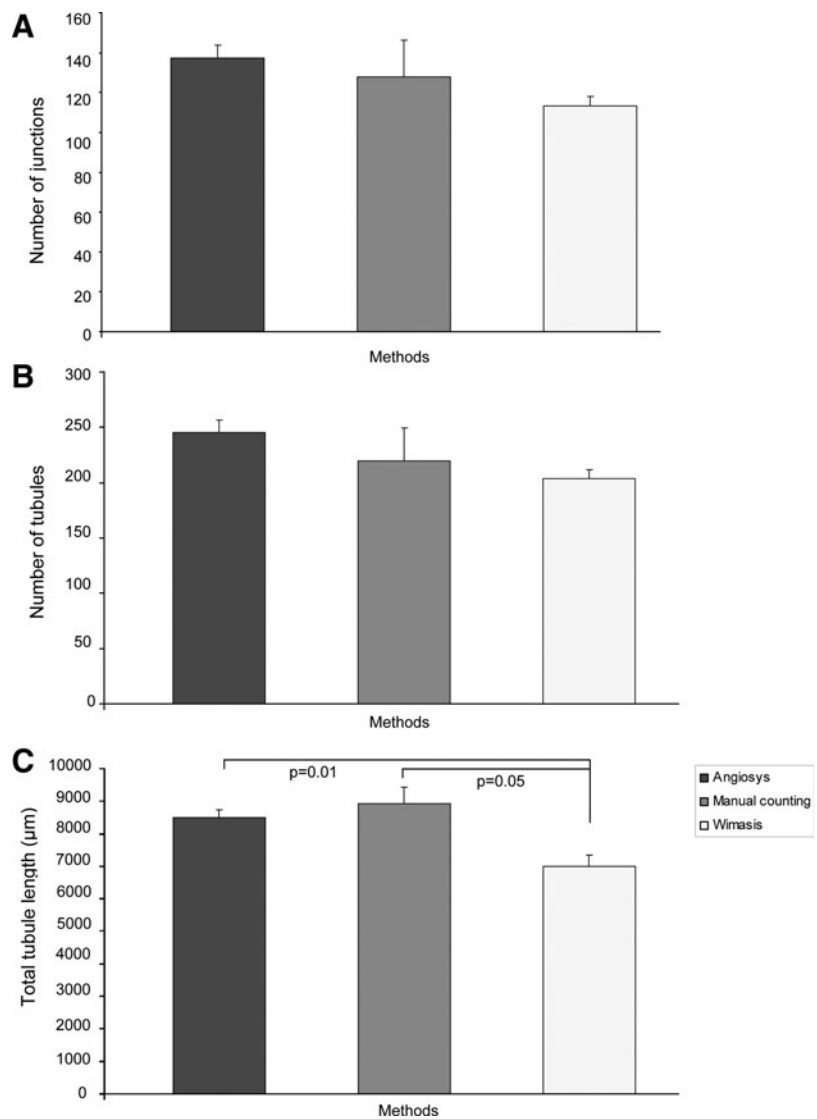 A
160
140
120
100
80
60
40
20
0
Number of junctions
Methods
B
300
250
200
150
100
50
0
Number of tubules
Methods
C
10000
9000
8000
7000
6000
5000
4000
3000
2000
1000
0
Total tubule length (µm)
p=0.01
p=0.05
Methods
Angiosys
Manual counting
Wimasis